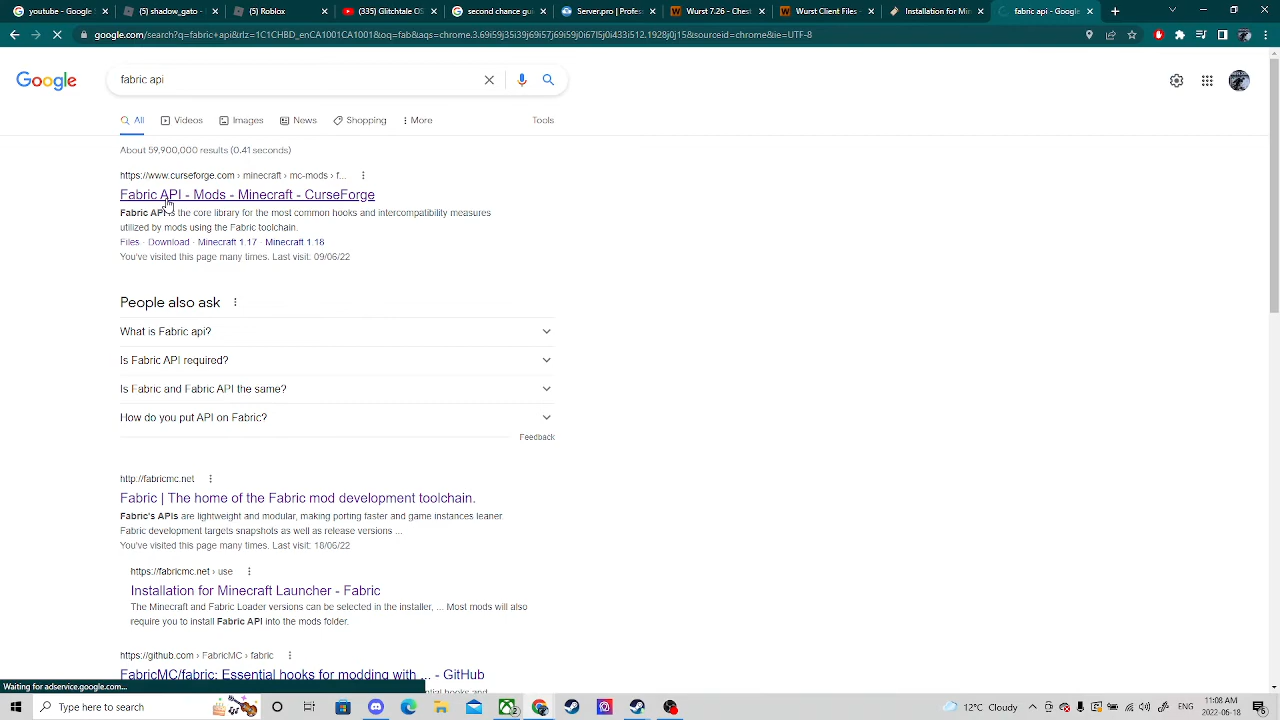 youtube - Google
(5) shadow_gato -
(5) Roblox
(335) Glitchtale OS
second chance gui
Server.pro | Profes
Wurst 7.26 - Chest
Wurst Client Files -
Installation for Min
fabric api - Google
google.com/search?q=fabric+api&rlz=1C1CHBD_enCA1001CA1001&oq=fab&aqs=chrome.3.69i59j35i39j69i57j69i59j0i67l5j0i433i512.1928j0j15&sourceid=chrome&ie=UTF-8
Google
fabric api
All
Videos
Images
News
Shopping
More
Tools
About 59,900,000 results (0.41 seconds)
https://www.curseforge.com › minecraft › mc-mods › f...
Fabric API - Mods - Minecraft - CurseForge
Fabric API is the core library for the most common hooks and intercompatibility measures
utilized by mods using the Fabric toolchain.
Files · Download · Minecraft 1.17 · Minecraft 1.18
You've visited this page many times. Last visit: 09/06/22
People also ask
What is Fabric api?
Is Fabric API required?
Is Fabric and Fabric API the same?
How do you put API on Fabric?
Feedback
http://fabricmc.net
Fabric | The home of the Fabric mod development toolchain.
Fabric's APIs are lightweight and modular, making porting faster and game instances leaner.
Fabric development targets snapshots as well as release versions ...
You've visited this page many times. Last visit: 18/06/22
https://fabricmc.net › use
Installation for Minecraft Launcher - Fabric
The Minecraft and Fabric Loader versions can be selected in the installer, ... Most mods will also
require you to install Fabric API into the mods folder.
https://github.com › FabricMC › fabric
FabricMC/fabric: Essential hooks for modding with ... - GitHub
Waiting for adservice.google.com...
Type here to search
12°C Cloudy
ENG
11:08 AM
2022-06-18